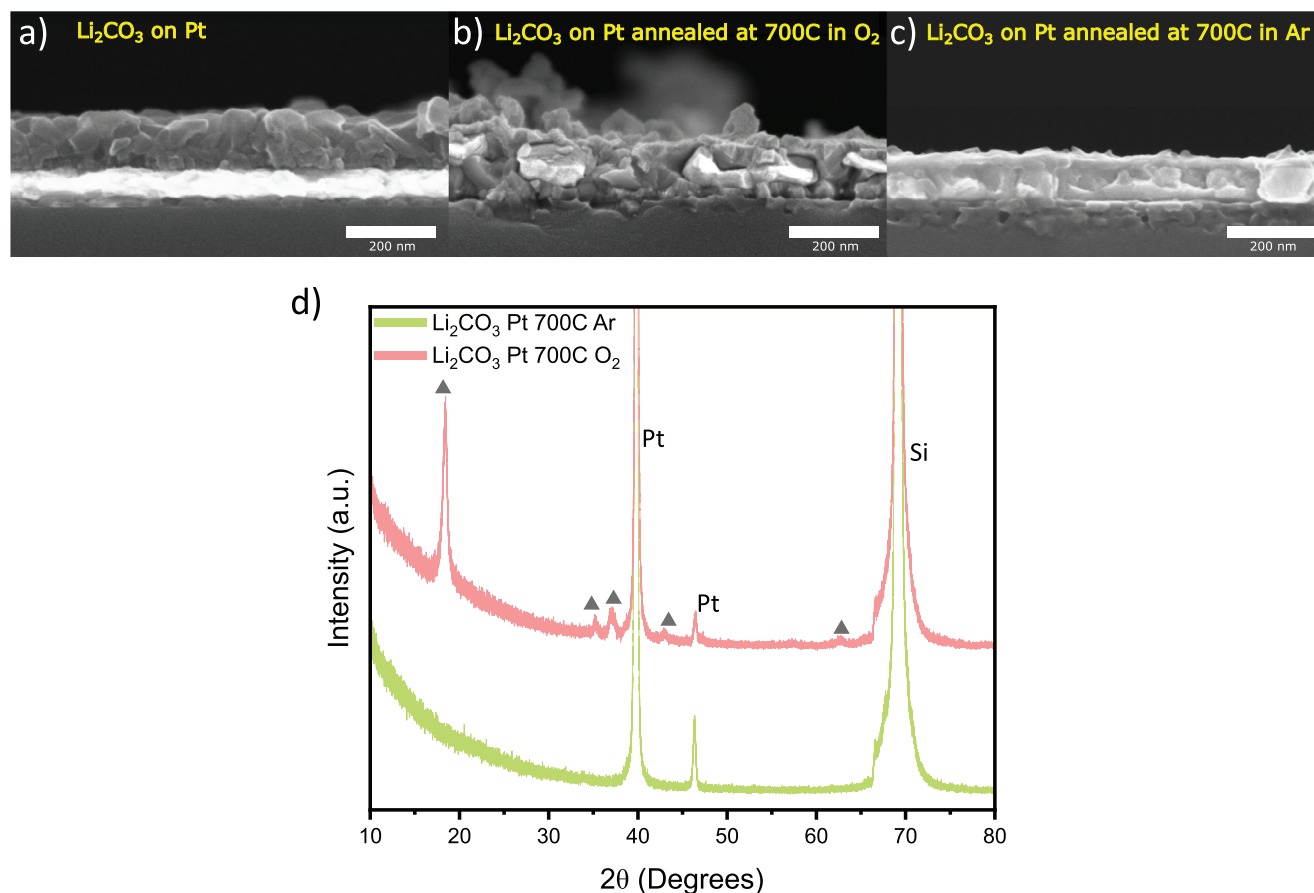 a) Li₂CO₃ on Pt
b) Li₂CO₃ on Pt annealed at 700C in O₂
c) Li₂CO₃ on Pt annealed at 700C in Ar
200 nm
200 nm
200 nm
d)
Li₂CO₃ Pt 700C Ar
Li₂CO₃ Pt 700C O₂
Pt
Si
Pt
Intensity (a.u.)
10 20 30 40 50 60 70 80
2θ (Degrees)